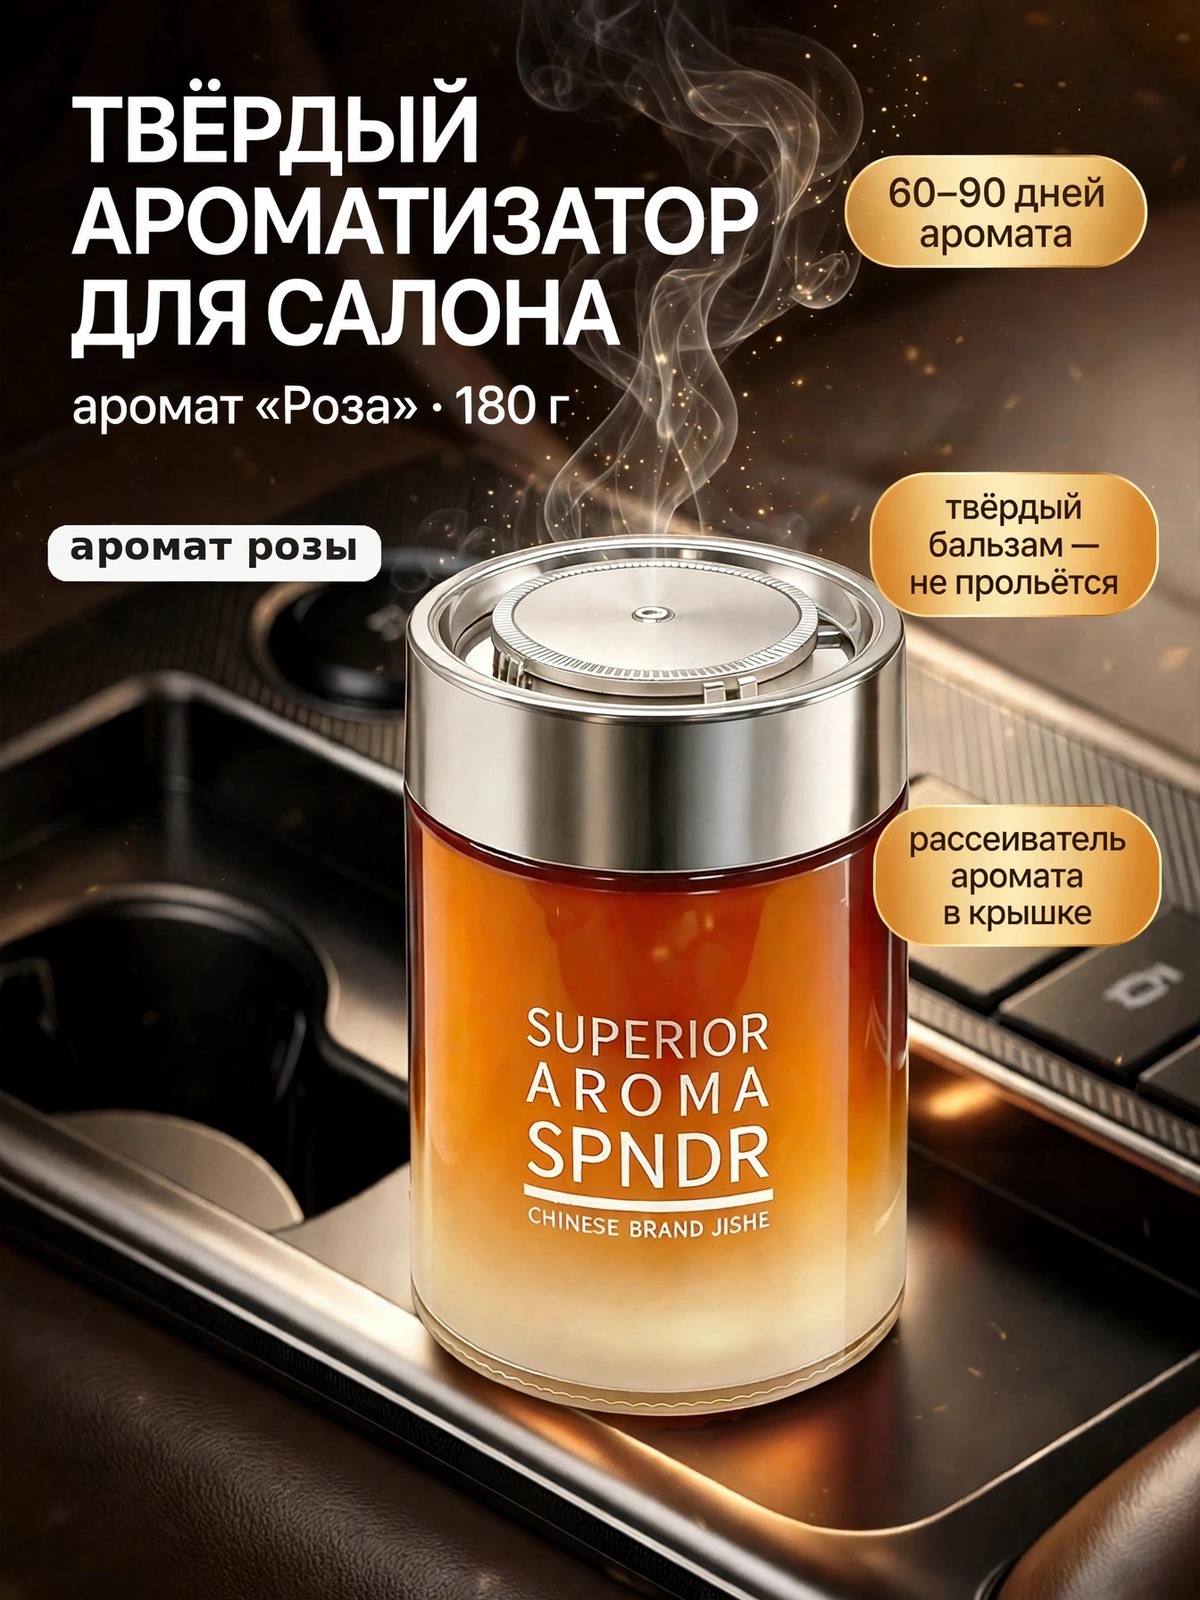 ТВЁРДЫЙ
АРОМАТИЗАТОР
ДЛЯ САЛОНА
аромат «Роза» · 180 г
60–90 дней
аромата
твёрдый
бальзам —
не прольётся
аромат розы
рассеиватель
аромата
в крышке
SUPERIOR
AROMA
SPNDR
CHINESE BRAND JISHE